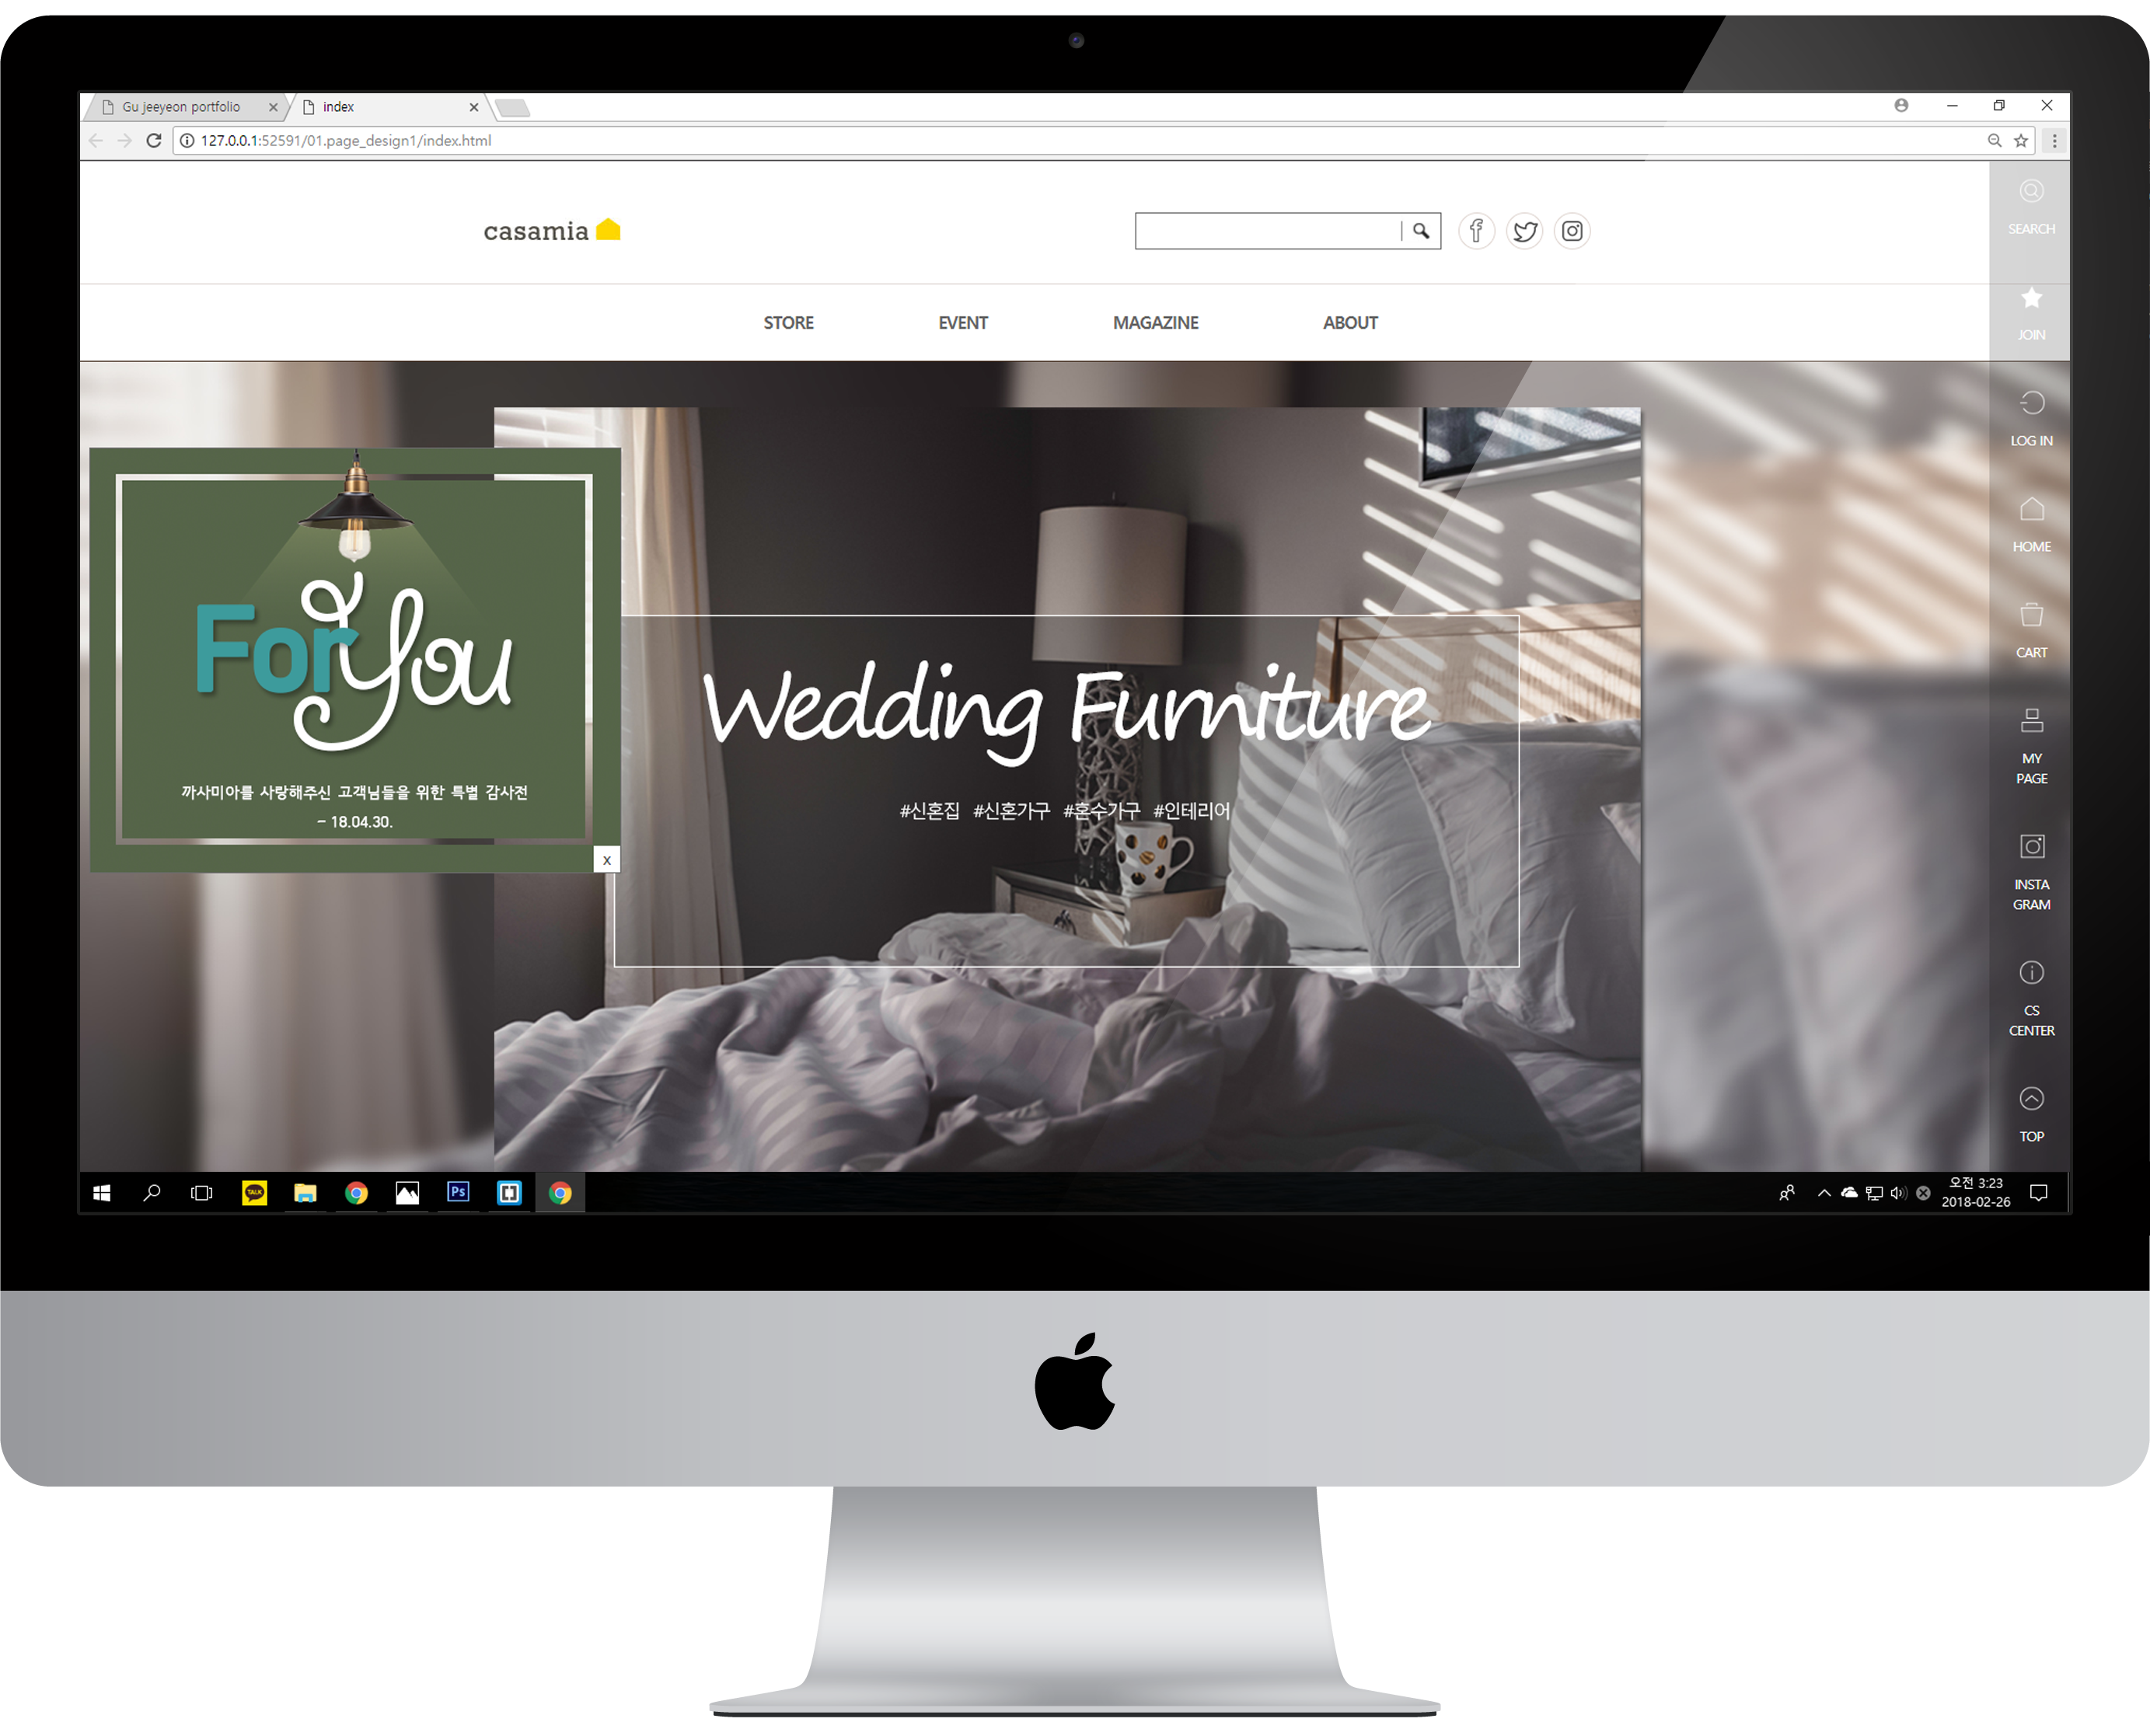 Gu jeeyeon portfolio
index
127.0.0.1:52591/01.page_design1/index.html
casamia
STORE
EVENT
MAGAZINE
ABOUT
SEARCH
JOIN
LOG IN
HOME
CART
MY
PAGE
INSTA
GRAM
CS
CENTER
TOP
For You
까사미아를 사랑해주신 고객님들을 위한 특별 감사전
~ 18.04.30.
x
Wedding Furniture
#신혼집 #신혼가구 #혼수가구 #인테리어
TALK
Ps
오전 3:23
2018-02-26